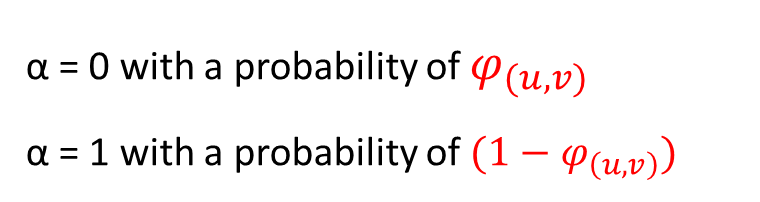 α = 0 with a probability of φ(u,v)
α = 1 with a probability of (1 − φ(u,v))